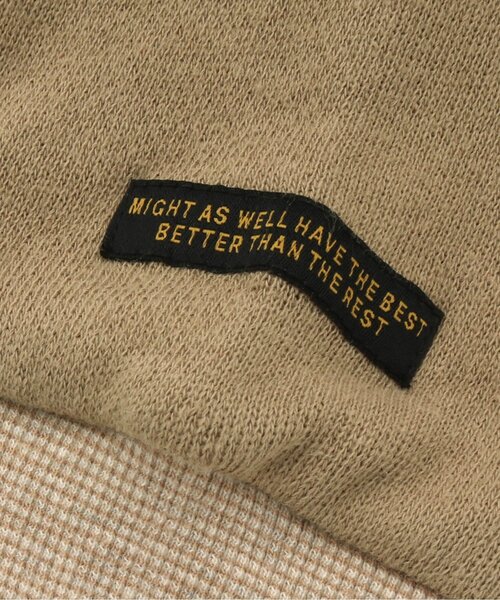 MIGHT AS WELL HAVE THE BEST
BETTER THAN THE REST